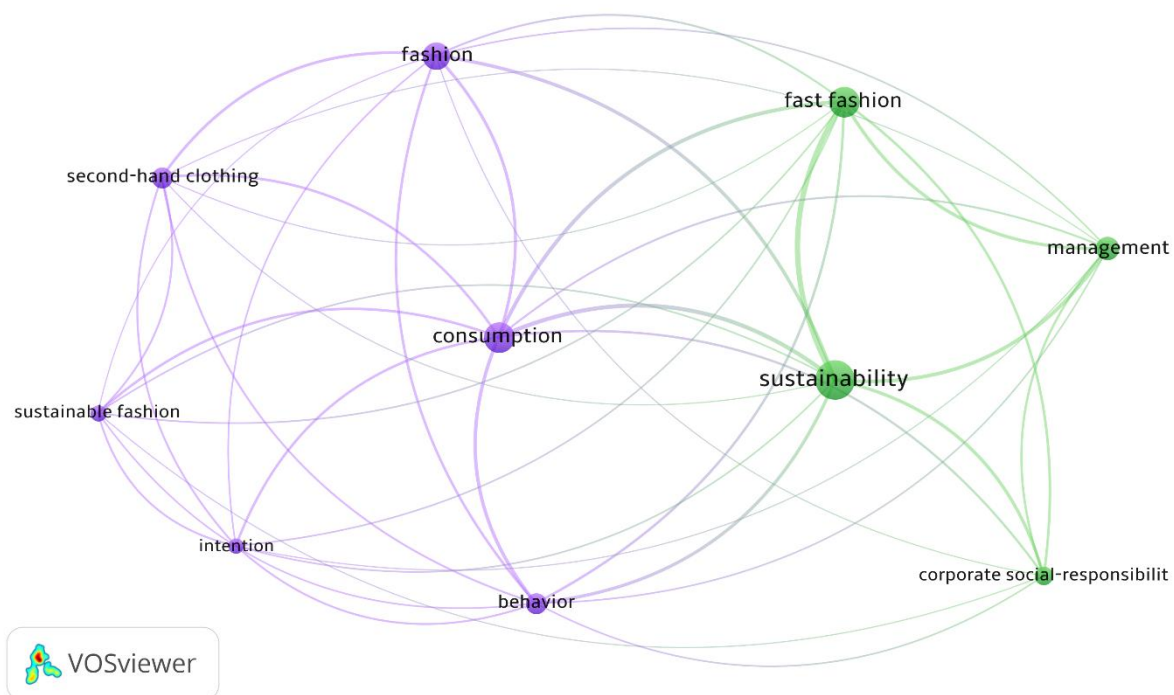 fashion
fast fashion
second-hand clothing
management
consumption
sustainability
sustainable fashion
intention
corporate social-responsibilit
behavior
VOSviewer